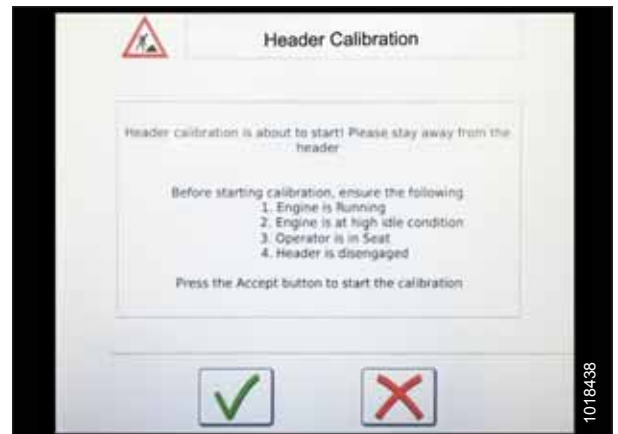 Header Calibration
Header calibration is about to start! Please stay away from the
header
Before starting calibration, ensure the following
1. Engine is Running
2. Engine is at high idle condition
3. Operator is in Seat
4. Header is disengaged
Press the Accept button to start the calibration
1018438